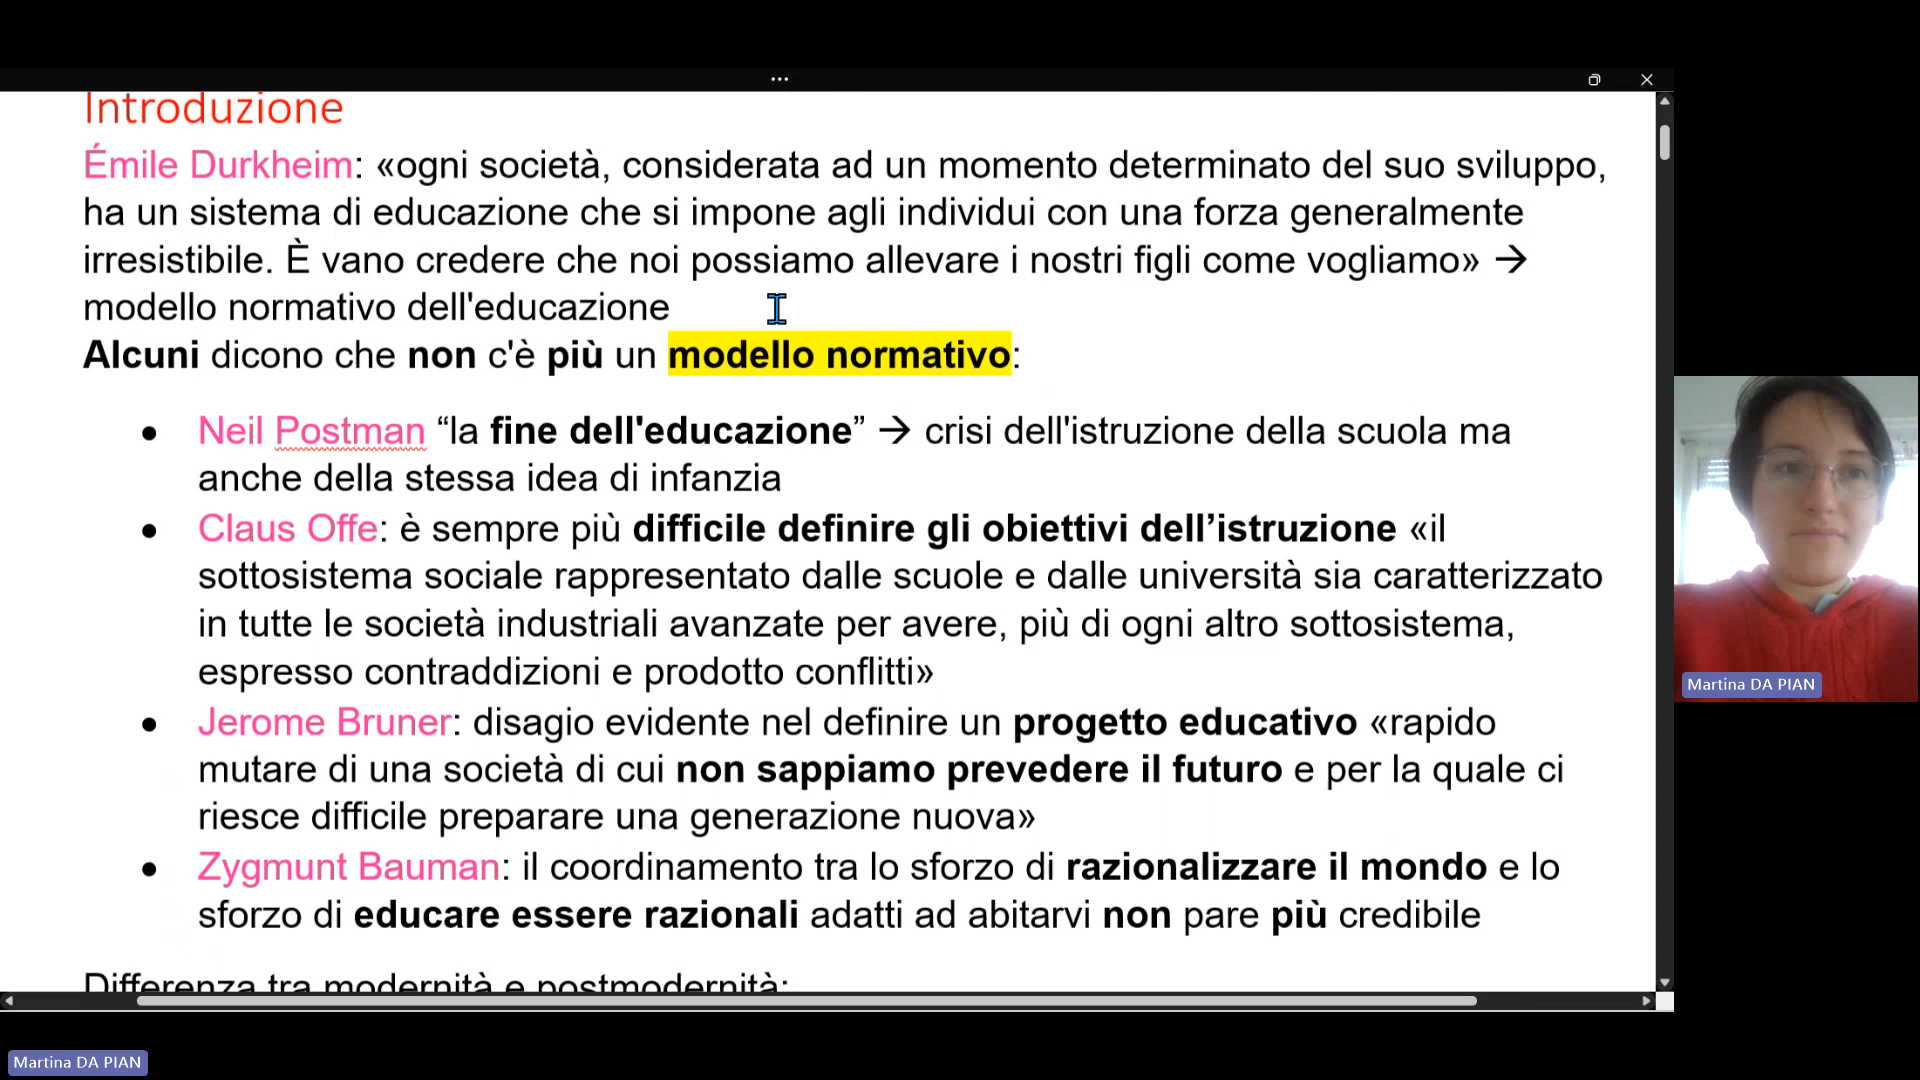 Introduzione
Émile Durkheim: «ogni società, considerata ad un momento determinato del suo sviluppo,
ha un sistema di educazione che si impone agli individui con una forza generalmente
irresistibile. È vano credere che noi possiamo allevare i nostri figli come vogliamo» →
modello normativo dell'educazione
Alcuni dicono che non c'è più un modello normativo:
• Neil Postman “la fine dell'educazione” → crisi dell'istruzione della scuola ma
anche della stessa idea di infanzia
• Claus Offe: è sempre più difficile definire gli obiettivi dell’istruzione «il
sottosistema sociale rappresentato dalle scuole e dalle università sia caratterizzato
in tutte le società industriali avanzate per avere, più di ogni altro sottosistema,
espresso contraddizioni e prodotto conflitti»
• Jerome Bruner: disagio evidente nel definire un progetto educativo «rapido
mutare di una società di cui non sappiamo prevedere il futuro e per la quale ci
riesce difficile preparare una generazione nuova»
• Zygmunt Bauman: il coordinamento tra lo sforzo di razionalizzare il mondo e lo
sforzo di educare essere razionali adatti ad abitarvi non pare più credibile
Differenza tra modernità e postmodernità:
Martina DA PIAN
Martina DA PIAN